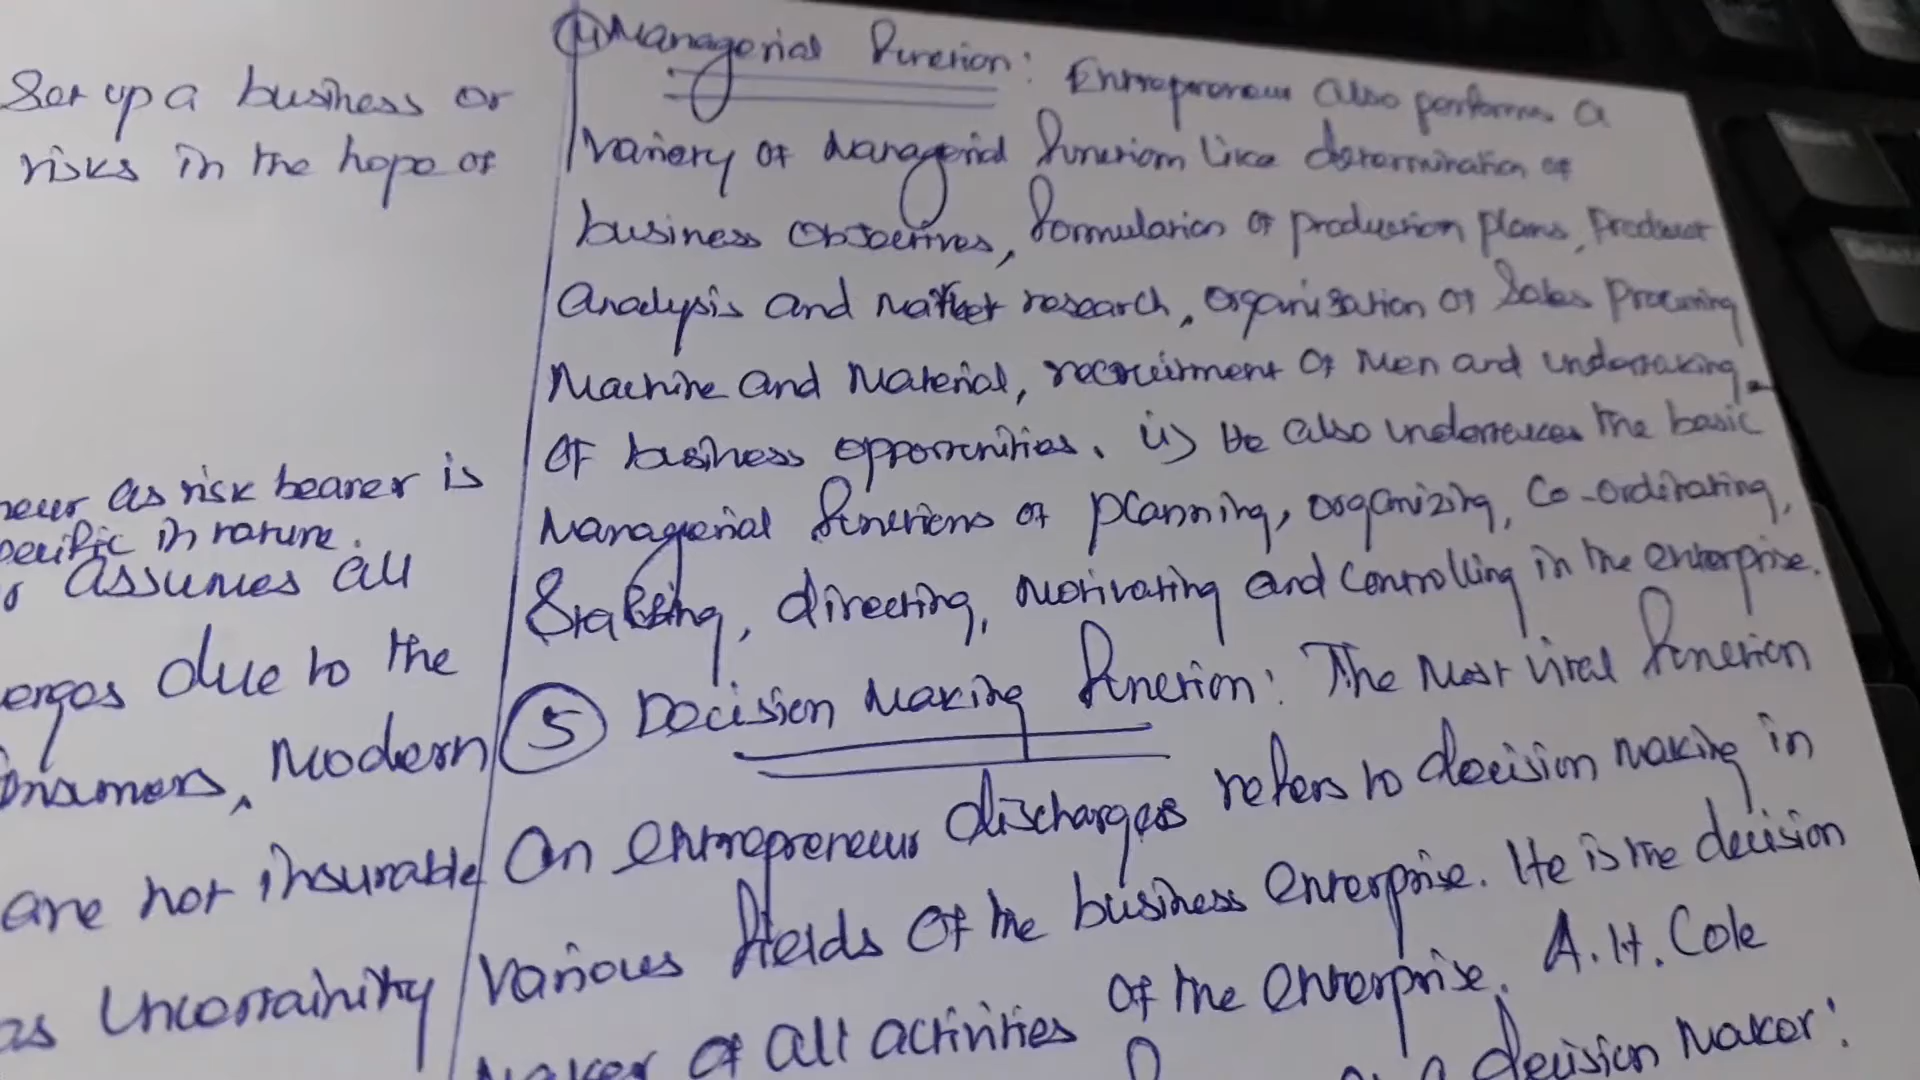 Set up a business or
risks in the hope of
neur as risk bearer is
pecific in nature.
assumes all
erges due to the
onsumers, Modern
are not insurable
as Uncertainity
④ Managerial Function: Entrepreneur also performs a
Variety of Managerial functions like determination of
business objectives, formulation of production plans, Product
analysis and Market research, organisation of Sales Procuring
Machine and Material, recruitment of Men and undertaking
of business opportunities. ii) He also undertakes the basic
Managerial functions of planning, organizing, Co-ordinating,
Staffing, directing, motivating and controlling in the enterprise.
⑤ Decision Making Function: The Most vital function
an entrepreneur discharges refers to decision making in
various fields of the business enterprise. He is the decision
Maker of all activities of the enterprise. A.H. Cole
a decision Maker: